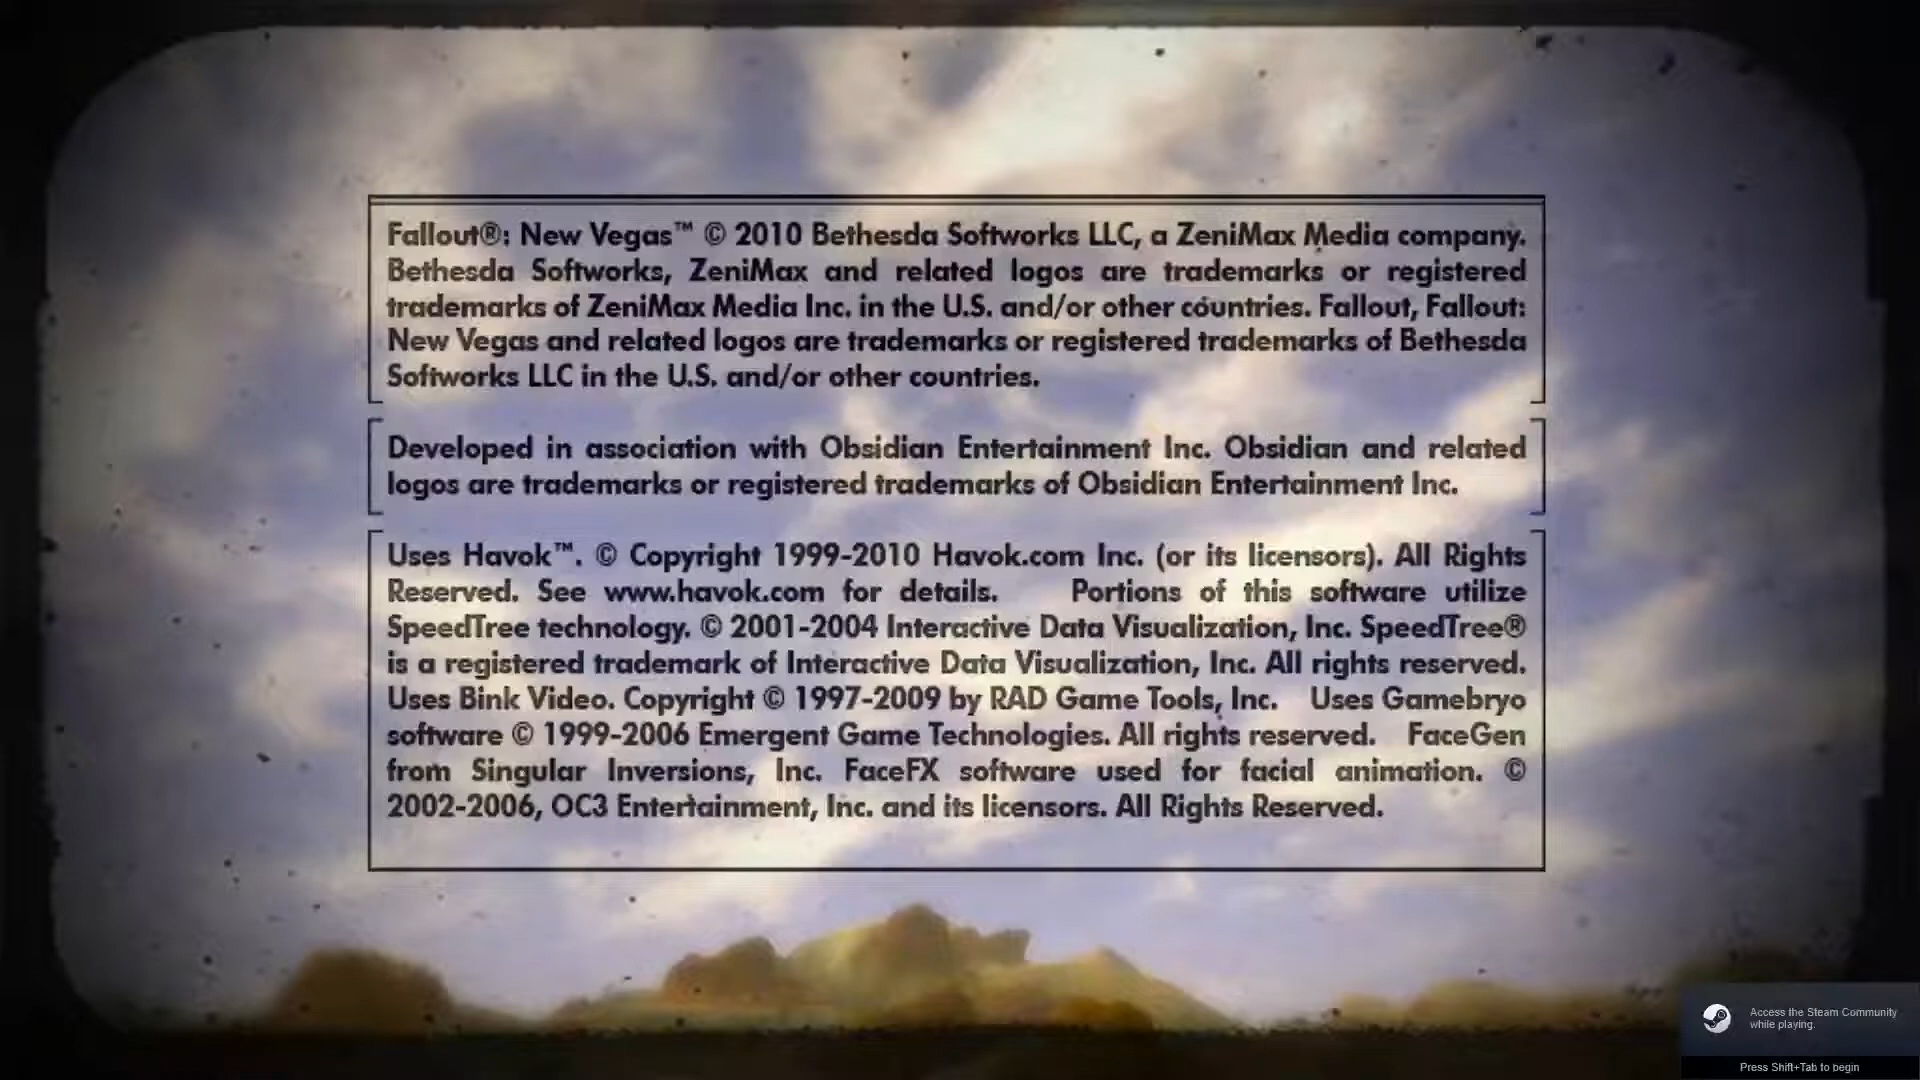 Fallout®: New Vegas™ © 2010 Bethesda Softworks LLC, a ZeniMax Media company.
Bethesda Softworks, ZeniMax and related logos are trademarks or registered
trademarks of ZeniMax Media Inc. in the U.S. and/or other countries. Fallout, Fallout:
New Vegas and related logos are trademarks or registered trademarks of Bethesda
Softworks LLC in the U.S. and/or other countries.
Developed in association with Obsidian Entertainment Inc. Obsidian and related
logos are trademarks or registered trademarks of Obsidian Entertainment Inc.
Uses Havok™. © Copyright 1999-2010 Havok.com Inc. (or its licensors). All Rights
Reserved. See www.havok.com for details. Portions of this software utilize
SpeedTree technology. © 2001-2004 Interactive Data Visualization, Inc. SpeedTree®
is a registered trademark of Interactive Data Visualization, Inc. All rights reserved.
Uses Bink Video. Copyright © 1997-2009 by RAD Game Tools, Inc. Uses Gamebryo
software © 1999-2006 Emergent Game Technologies. All rights reserved. FaceGen
from Singular Inversions, Inc. FaceFX software used for facial animation. ©
2002-2006, OC3 Entertainment, Inc. and its licensors. All Rights Reserved.
Access the Steam Community
while playing.
Press Shift+Tab to begin